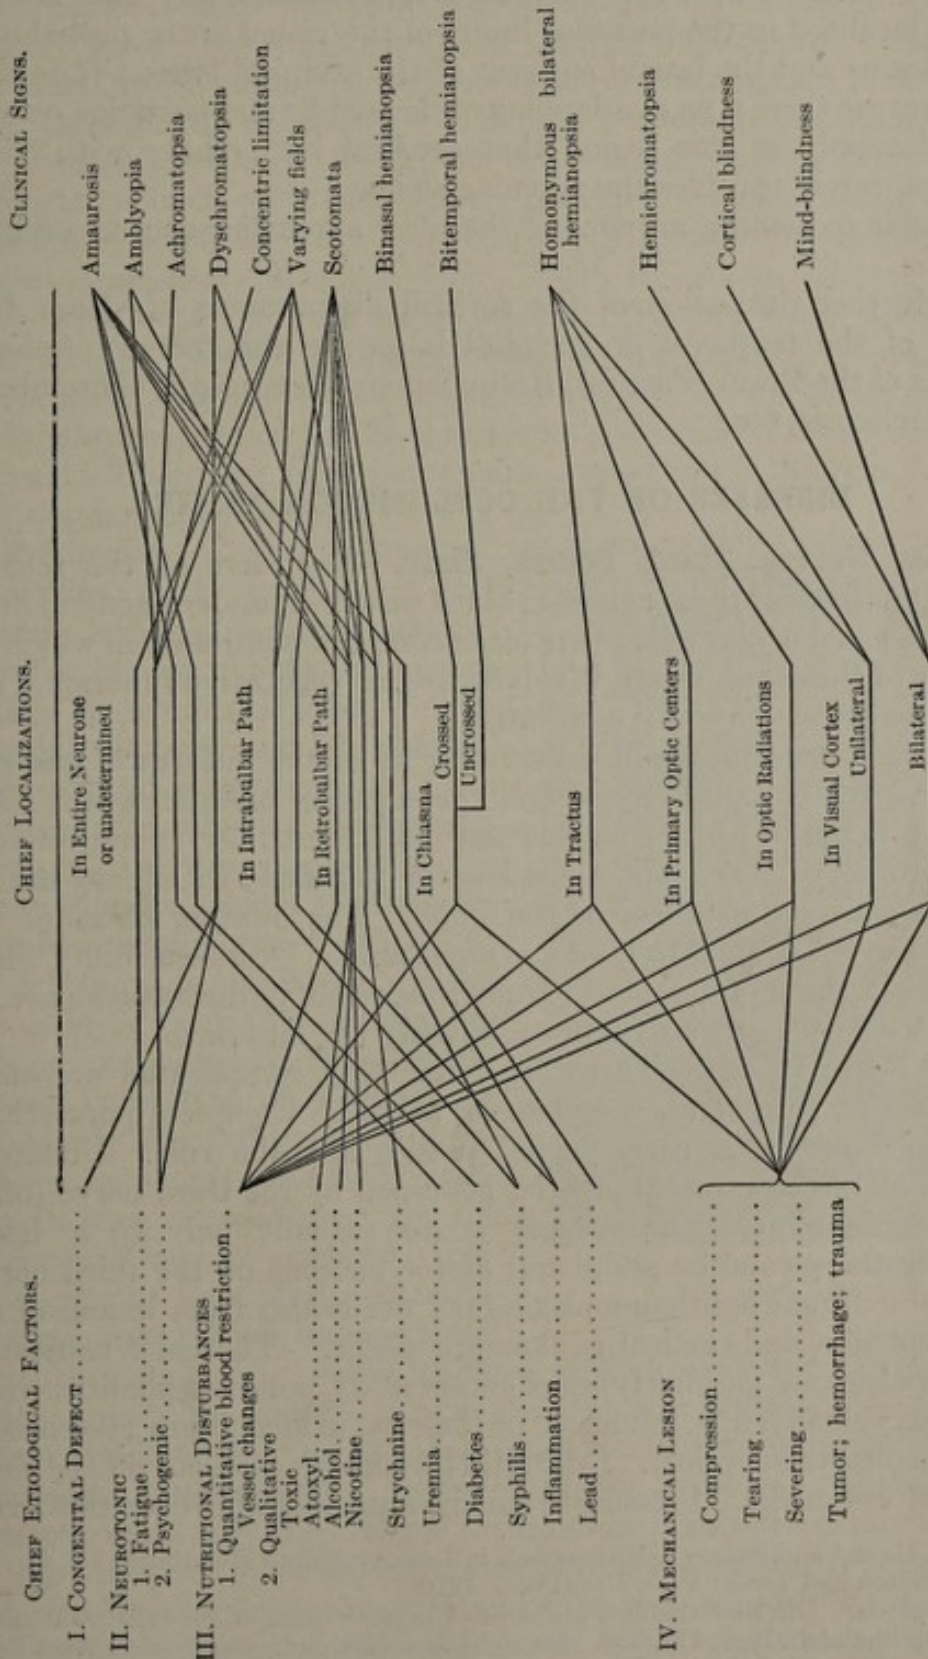 CHIEF ETIOLOGICAL FACTORS.
I. CONGENITAL DEFECT
II. NEUROTONIC
1. Fatigue
2. Psychogenic
III. NUTRITIONAL DISTURBANCES
1. Quantitative blood restriction
Vessel changes
2. Qualitative
Toxic
Atoxyl
Alcohol
Nicotine
Strychnine
Uremia
Diabetes
Syphilis
Inflammation
Lead
IV. MECHANICAL LESION
Compression
Tearing
Severing
Tumor; hemorrhage; trauma
CHIEF LOCALIZATIONS.
In Entire Neurone
or undetermined
In Intrabulbar Path
In Retrobulbar Path
In Chiasma
Crossed
Uncrossed
In Tractus
In Primary Optic Centers
In Optic Radiations
In Visual Cortex
Unilateral
Bilateral
CLINICAL SIGNS.
Amaurosis
Amblyopia
Achromatopsia
Dyschromatopsia
Concentric limitation
Varying fields
Scotomata
Binasal hemianopsia
Bitemporal hemianopsia
Homonymous bilateral
hemianopsia
Hemichromatopsia
Cortical blindness
Mind-blindness